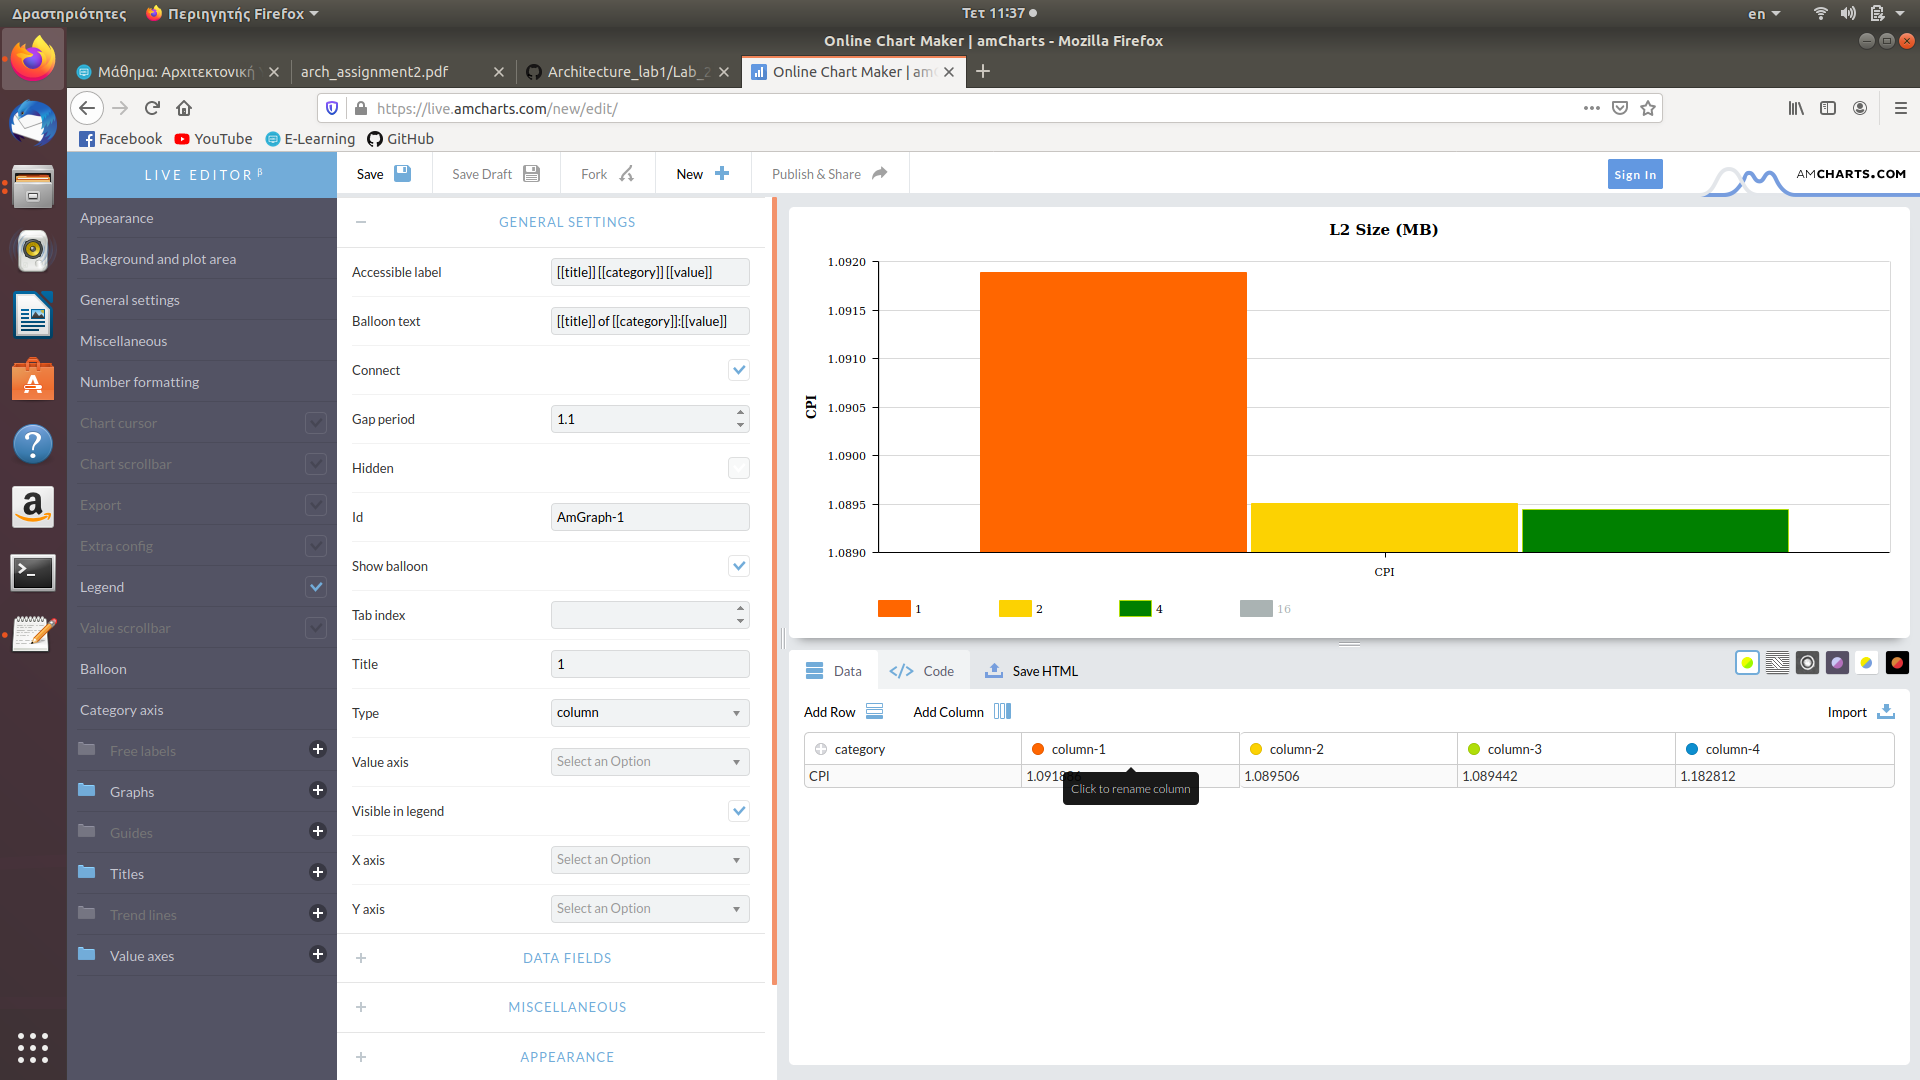 Δραστηριότητες
Περιηγητής Firefox
Τετ 11:37
en
Online Chart Maker | amCharts - Mozilla Firefox
Μάθημα: Αρχιτεκτονική
arch_assignment2.pdf
Architecture_lab1/Lab_2
Online Chart Maker | am
https://live.amcharts.com/new/edit/
Facebook
YouTube
E-Learning
GitHub
LIVE EDITOR β
Save
Save Draft
Fork
New
Publish & Share
Sign In
AMCHARTS.COM
Appearance
Background and plot area
General settings
Miscellaneous
Number formatting
Chart cursor
Chart scrollbar
Export
Extra config
Legend
Value scrollbar
Balloon
Category axis
Free labels
Graphs
Guides
Titles
Trend lines
Value axes
GENERAL SETTINGS
Accessible label
[[title]] [[category]] [[value]]
Balloon text
[[title]] of [[category]]:[[value]]
Connect
Gap period
1.1
Hidden
Id
AmGraph-1
Show balloon
Tab index
Title
1
Type
column
Value axis
Select an Option
Visible in legend
X axis
Select an Option
Y axis
Select an Option
DATA FIELDS
MISCELLANEOUS
APPEARANCE
L2 Size (MB)
1.0920
1.0915
1.0910
1.0905
1.0900
1.0895
1.0890
CPI
CPI
1
2
4
16
Data
Code
Save HTML
Add Row
Add Column
Import
category
column-1
column-2
column-3
column-4
CPI
1.089506
1.089442
1.182812
Click to rename column